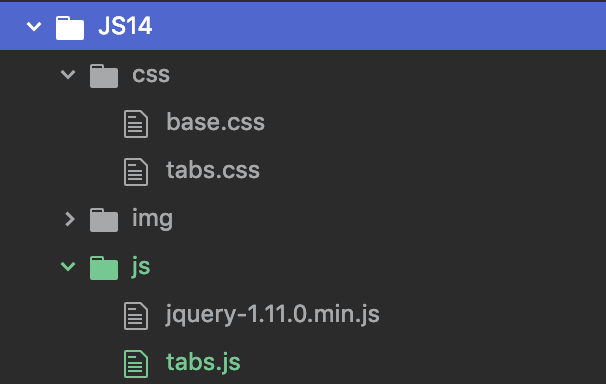 JS14
css
base.css
tabs.css
img
js
jquery-1.11.0.min.js
tabs.js